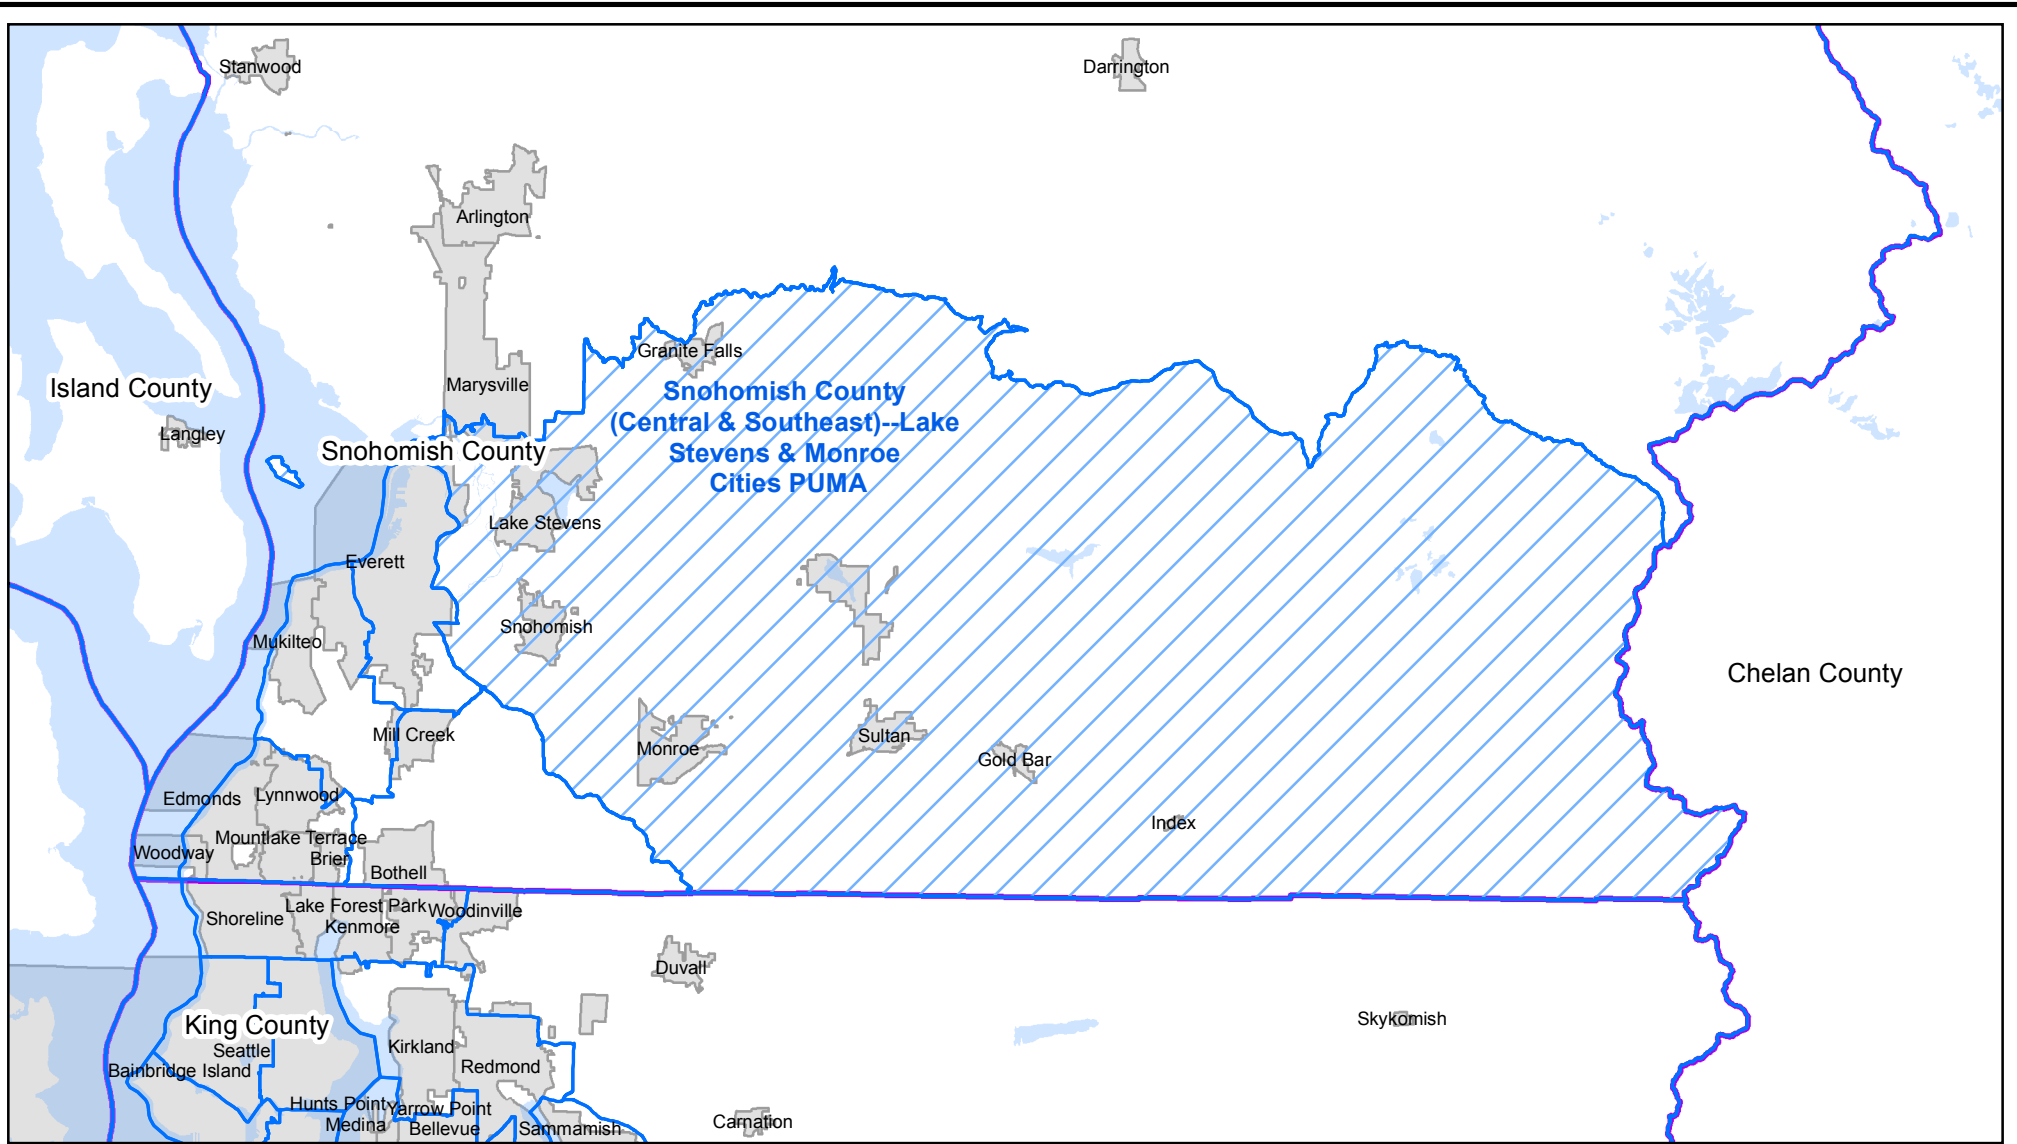 Stanwood
Darrington
Arlington
Granite Falls
Marysville
Island County
Langley
Snohomish County
(Central & Southeast)--Lake
Stevens & Monroe
Cities PUMA
Snohomish County
Lake Stevens
Everett
Snohomish
Mukilteo
Chelan County
Mill Creek
Monroe
Sultan
Gold Bar
Edmonds
Lynnwood
Index
Mountlake Terrace
Woodway
Brier
Bothell
Shoreline
Lake Forest Park
Woodinville
Kenmore
Duvall
King County
Skykomish
Seattle
Kirkland
Redmond
Bainbridge Island
Hunts Point
Yarrow Point
Medina
Bellevue
Sammamish
Carnation